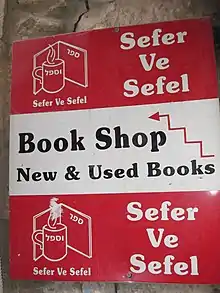 ספר
וספל
Sefer Ve Sefel
Sefer
Ve
Sefel
Book Shop
New & Used Books
ספר
וספל
Sefer Ve Sefel
Sefer
Ve
Sefel